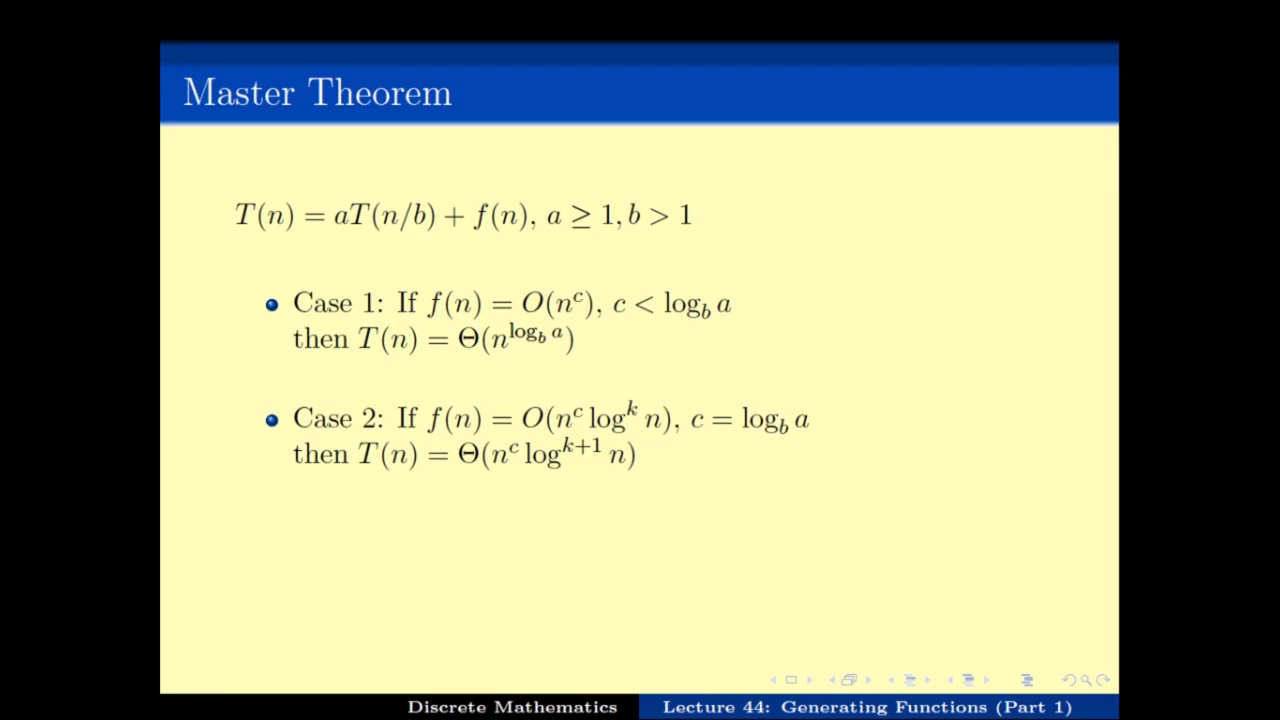 Master Theorem
T(n) = aT(n/b) + f(n), a ≥ 1, b > 1
Case 1: If f(n) = O(n^c), c < log_b a
then T(n) = Θ(n^{log_b a})
Case 2: If f(n) = O(n^c log^k n), c = log_b a
then T(n) = Θ(n^c log^{k+1} n)
Discrete Mathematics
Lecture 44: Generating Functions (Part 1)